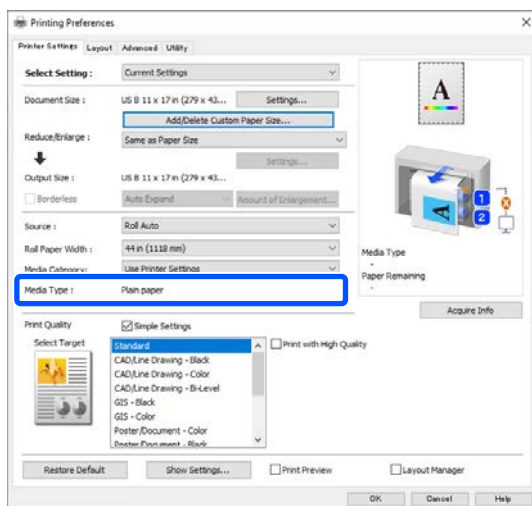 Printing Preferences
Printer Settings Layout Advanced Utility
Select Setting : Current Settings
Document Size : US B 11 x 17 in (279 x 43... Settings...
Add/Delete Custom Paper Size...
Reduce/Enlarge : Same as Paper Size
Settings...
Output Size : US B 11 x 17 in (279 x 43...
Borderless Auto Expand Amount of Enlargement...
Source : Roll Auto
Roll Paper Width : 44 in (1118 mm)
Media Category: Use Printer Settings
Media Type : Plain paper
Print Quality Simple Settings
Select Target
Standard
CAD/Line Drawing - Black
CAD/Line Drawing - Color
CAD/Line Drawing - Bi-Level
GIS - Black
GIS - Color
Poster/Document - Color
Poster/Document - Black
Print with High Quality
A
A
1
2
Media Type
-
Paper Remaining
-
Acquire Info
Restore Default Show Settings... Print Preview Layout Manager
OK Cancel Help